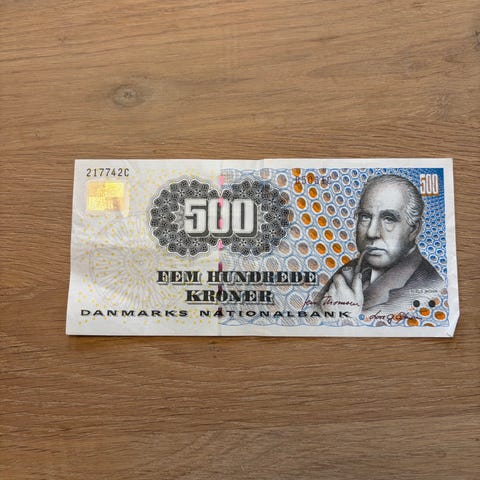 217742C
500
500
FEM HUNDREDE
KRONER
DANMARKS NATIONALBANK